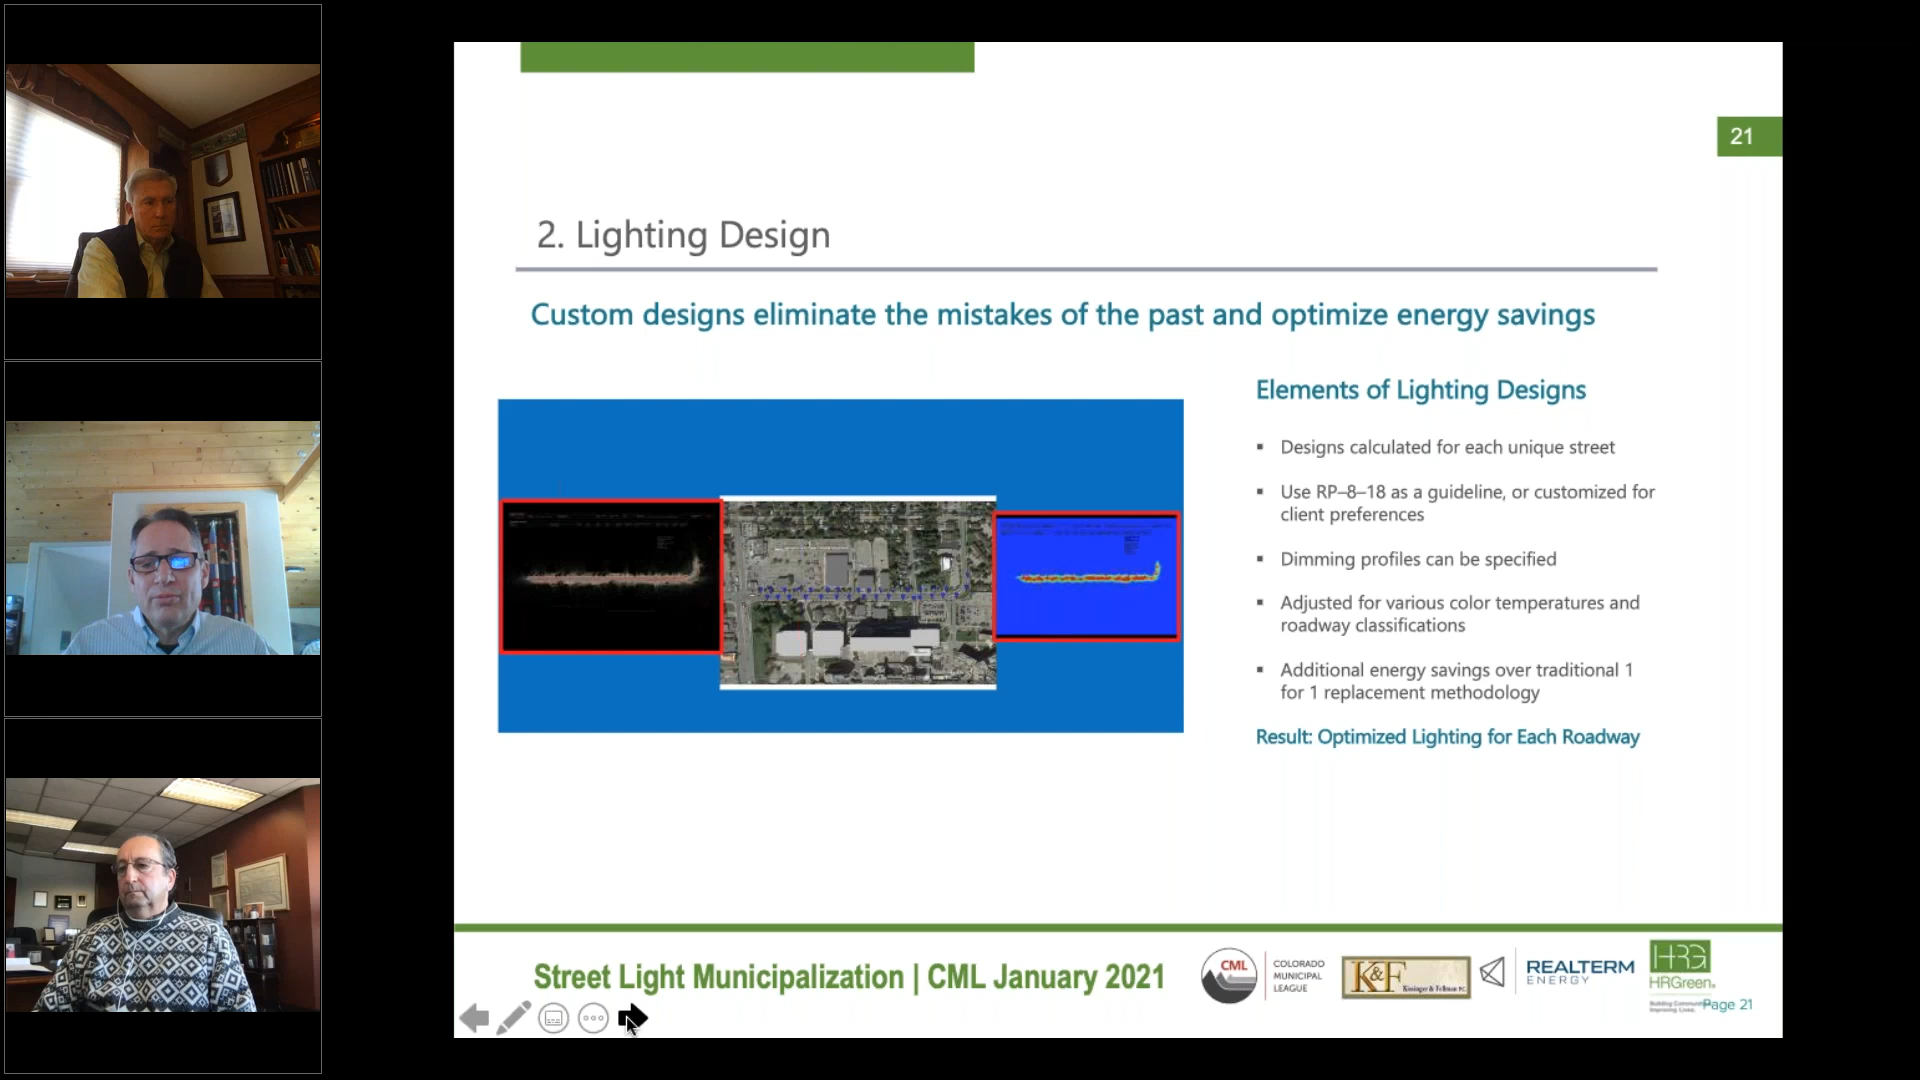 21
2. Lighting Design
Custom designs eliminate the mistakes of the past and optimize energy savings
Elements of Lighting Designs
▪ Designs calculated for each unique street
▪ Use RP–8–18 as a guideline, or customized for
client preferences
▪ Dimming profiles can be specified
▪ Adjusted for various color temperatures and
roadway classifications
▪ Additional energy savings over traditional 1
for 1 replacement methodology
Result: Optimized Lighting for Each Roadway
Street Light Municipalization | CML January 2021
CML
COLORADO
MUNICIPAL
LEAGUE
K&F
Kissinger & Fellman P.C.
REALTERM
ENERGY
HRG
HRGreen.
Page 21